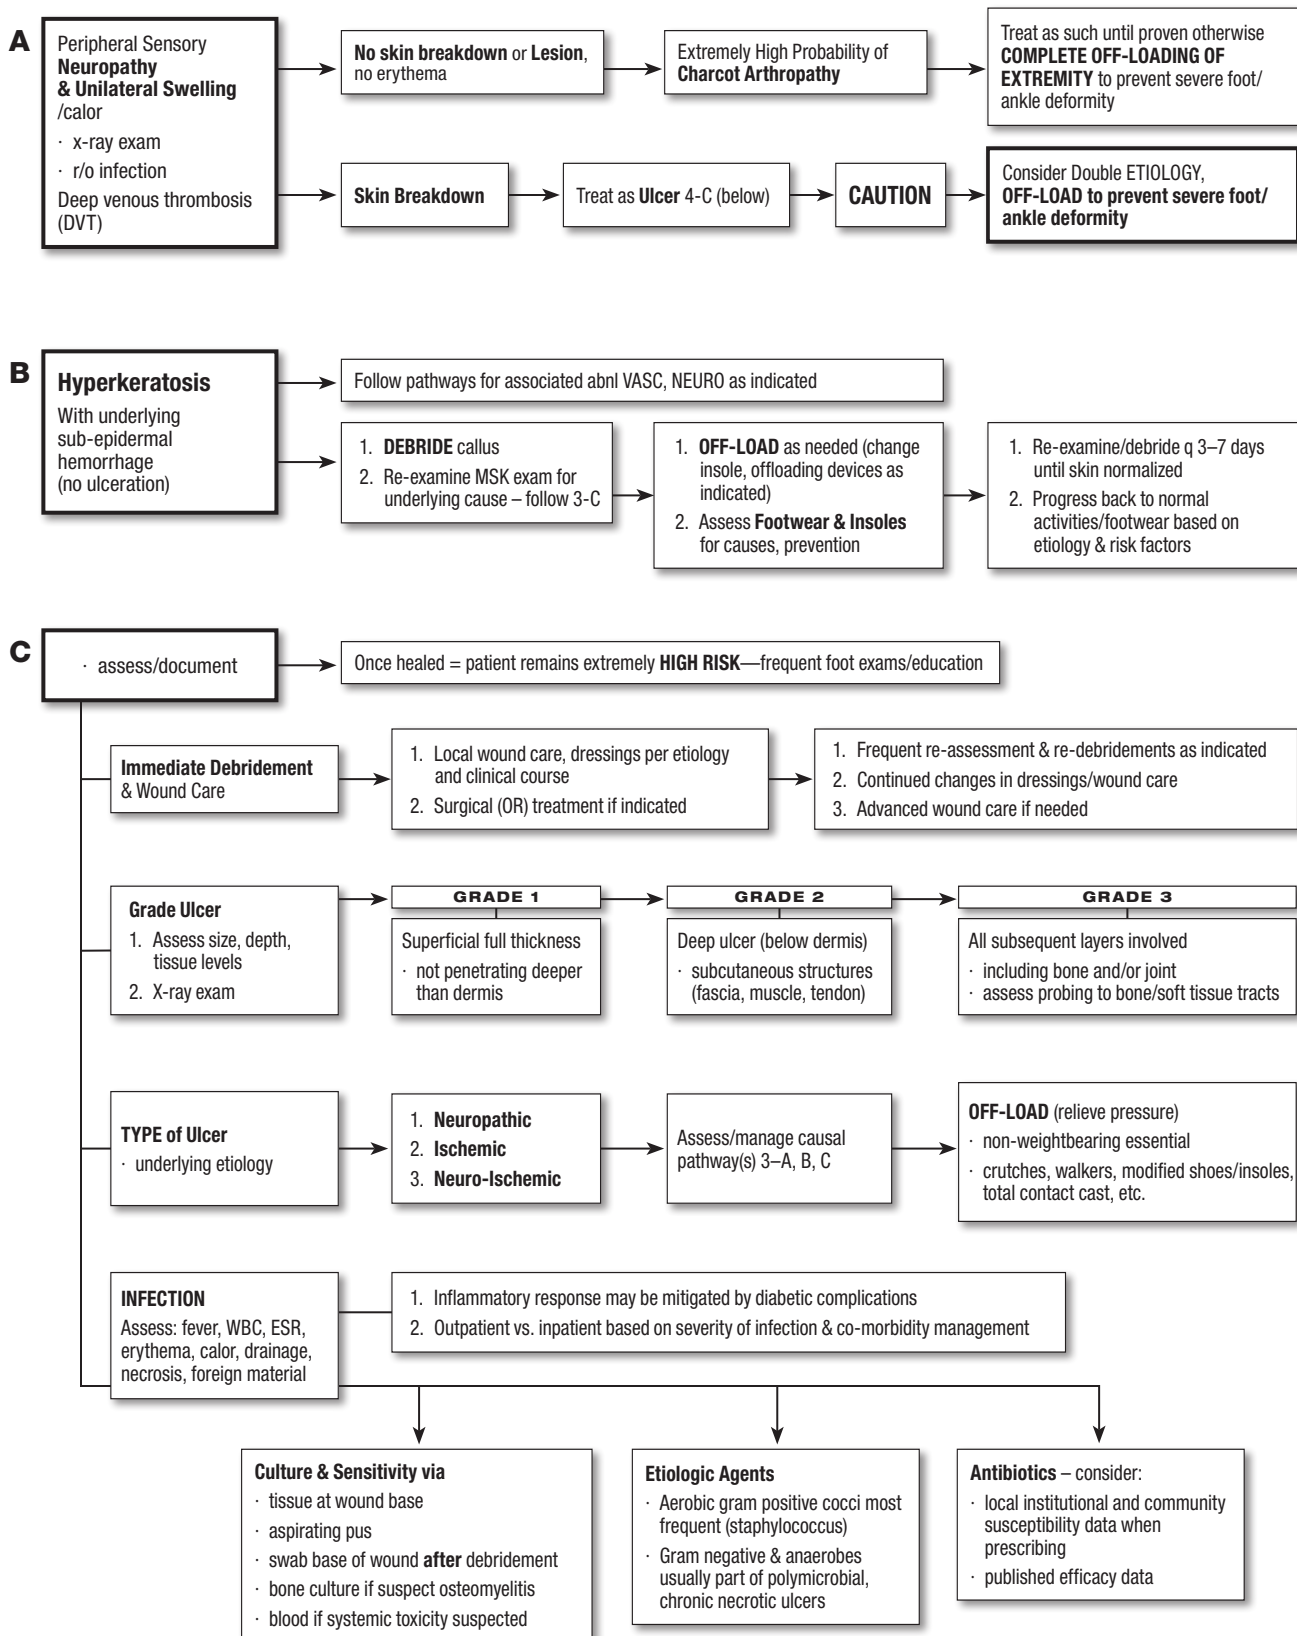 A
Peripheral Sensory
Neuropathy
& Unilateral Swelling
/calor
· x-ray exam
· r/o infection
Deep venous thrombosis
(DVT)
No skin breakdown or Lesion,
no erythema
Extremely High Probability of
Charcot Arthropathy
Treat as such until proven otherwise
COMPLETE OFF-LOADING OF
EXTREMITY to prevent severe foot/
ankle deformity
Skin Breakdown
Treat as Ulcer 4-C (below)
CAUTION
Consider Double ETIOLOGY,
OFF-LOAD to prevent severe foot/
ankle deformity
B
Hyperkeratosis
With underlying
sub-epidermal
hemorrhage
(no ulceration)
Follow pathways for associated abnl VASC, NEURO as indicated
1. DEBRIDE callus
2. Re-examine MSK exam for
underlying cause – follow 3-C
1. OFF-LOAD as needed (change
insole, offloading devices as
indicated)
2. Assess Footwear & Insoles
for causes, prevention
1. Re-examine/debride q 3–7 days
until skin normalized
2. Progress back to normal
activities/footwear based on
etiology & risk factors
C
· assess/document
Once healed = patient remains extremely HIGH RISK—frequent foot exams/education
Immediate Debridement
& Wound Care
1. Local wound care, dressings per etiology
and clinical course
2. Surgical (OR) treatment if indicated
1. Frequent re-assessment & re-debridements as indicated
2. Continued changes in dressings/wound care
3. Advanced wound care if needed
Grade Ulcer
1. Assess size, depth,
tissue levels
2. X-ray exam
GRADE 1
Superficial full thickness
· not penetrating deeper
than dermis
GRADE 2
Deep ulcer (below dermis)
· subcutaneous structures
(fascia, muscle, tendon)
GRADE 3
All subsequent layers involved
· including bone and/or joint
· assess probing to bone/soft tissue tracts
TYPE of Ulcer
· underlying etiology
1. Neuropathic
2. Ischemic
3. Neuro-Ischemic
Assess/manage causal
pathway(s) 3–A, B, C
OFF-LOAD (relieve pressure)
· non-weightbearing essential
· crutches, walkers, modified shoes/insoles,
total contact cast, etc.
INFECTION
Assess: fever, WBC, ESR,
erythema, calor, drainage,
necrosis, foreign material
1. Inflammatory response may be mitigated by diabetic complications
2. Outpatient vs. inpatient based on severity of infection & co-morbidity management
Culture & Sensitivity via
· tissue at wound base
· aspirating pus
· swab base of wound after debridement
· bone culture if suspect osteomyelitis
· blood if systemic toxicity suspected
Etiologic Agents
· Aerobic gram positive cocci most
frequent (staphylococcus)
· Gram negative & anaerobes
usually part of polymicrobial,
chronic necrotic ulcers
Antibiotics – consider:
· local institutional and community
susceptibility data when
prescribing
· published efficacy data